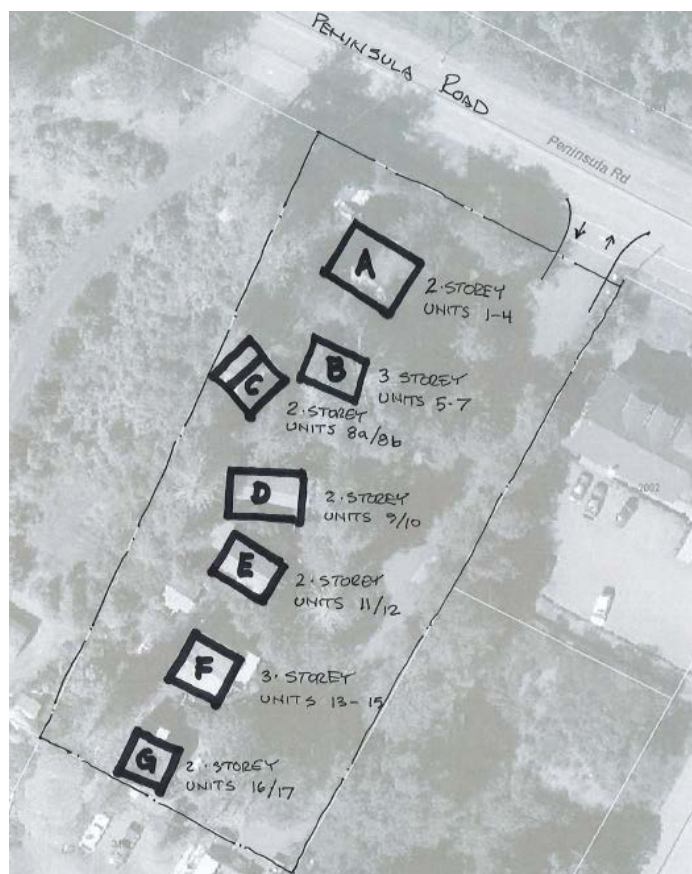 PENINSULA ROAD
Peninsula Rd
A
2·STOREY
UNITS 1-4
B
3 STOREY
UNITS 5-7
C
2·STOREY
UNITS 8a/8b
D
2·STOREY
UNITS 9/10
2002
E
2·STOREY
UNITS 11/12
F
3·STOREY
UNITS 13-15
G
2·STOREY
UNITS 16/17